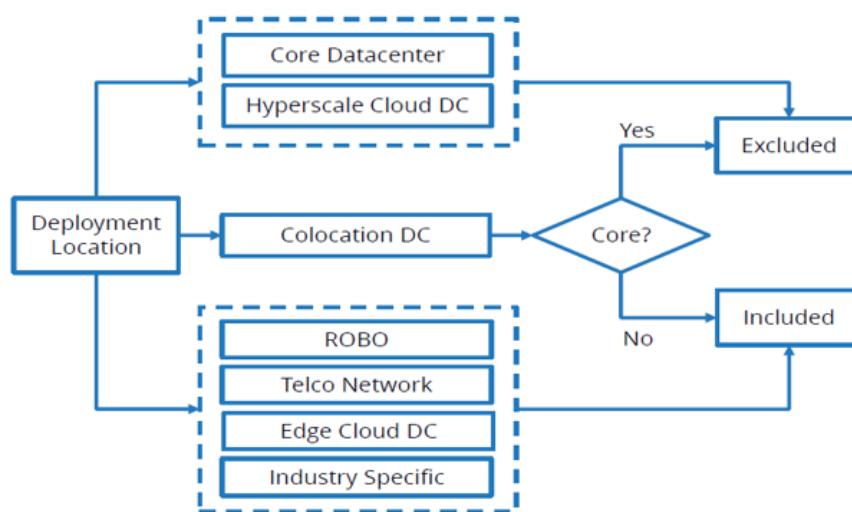 Core Datacenter
Hyperscale Cloud DC
Yes
Excluded
Deployment
Location
Colocation DC
Core?
No
Included
ROBO
Telco Network
Edge Cloud DC
Industry Specific